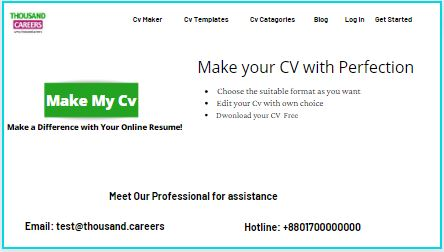 THOUSAND
CAREERS
Cv Maker Cv Templates Cv Catagories Blog Log In Get Started
Make your CV with Perfection
• Choose the suitable format as you want
• Edit your Cv with own choice
• Dwonload your CV Free
Make My Cv
Make a Difference with Your Online Resume!
Meet Our Professional for assistance
Email: test@thousand.careers Hotline: +8801700000000